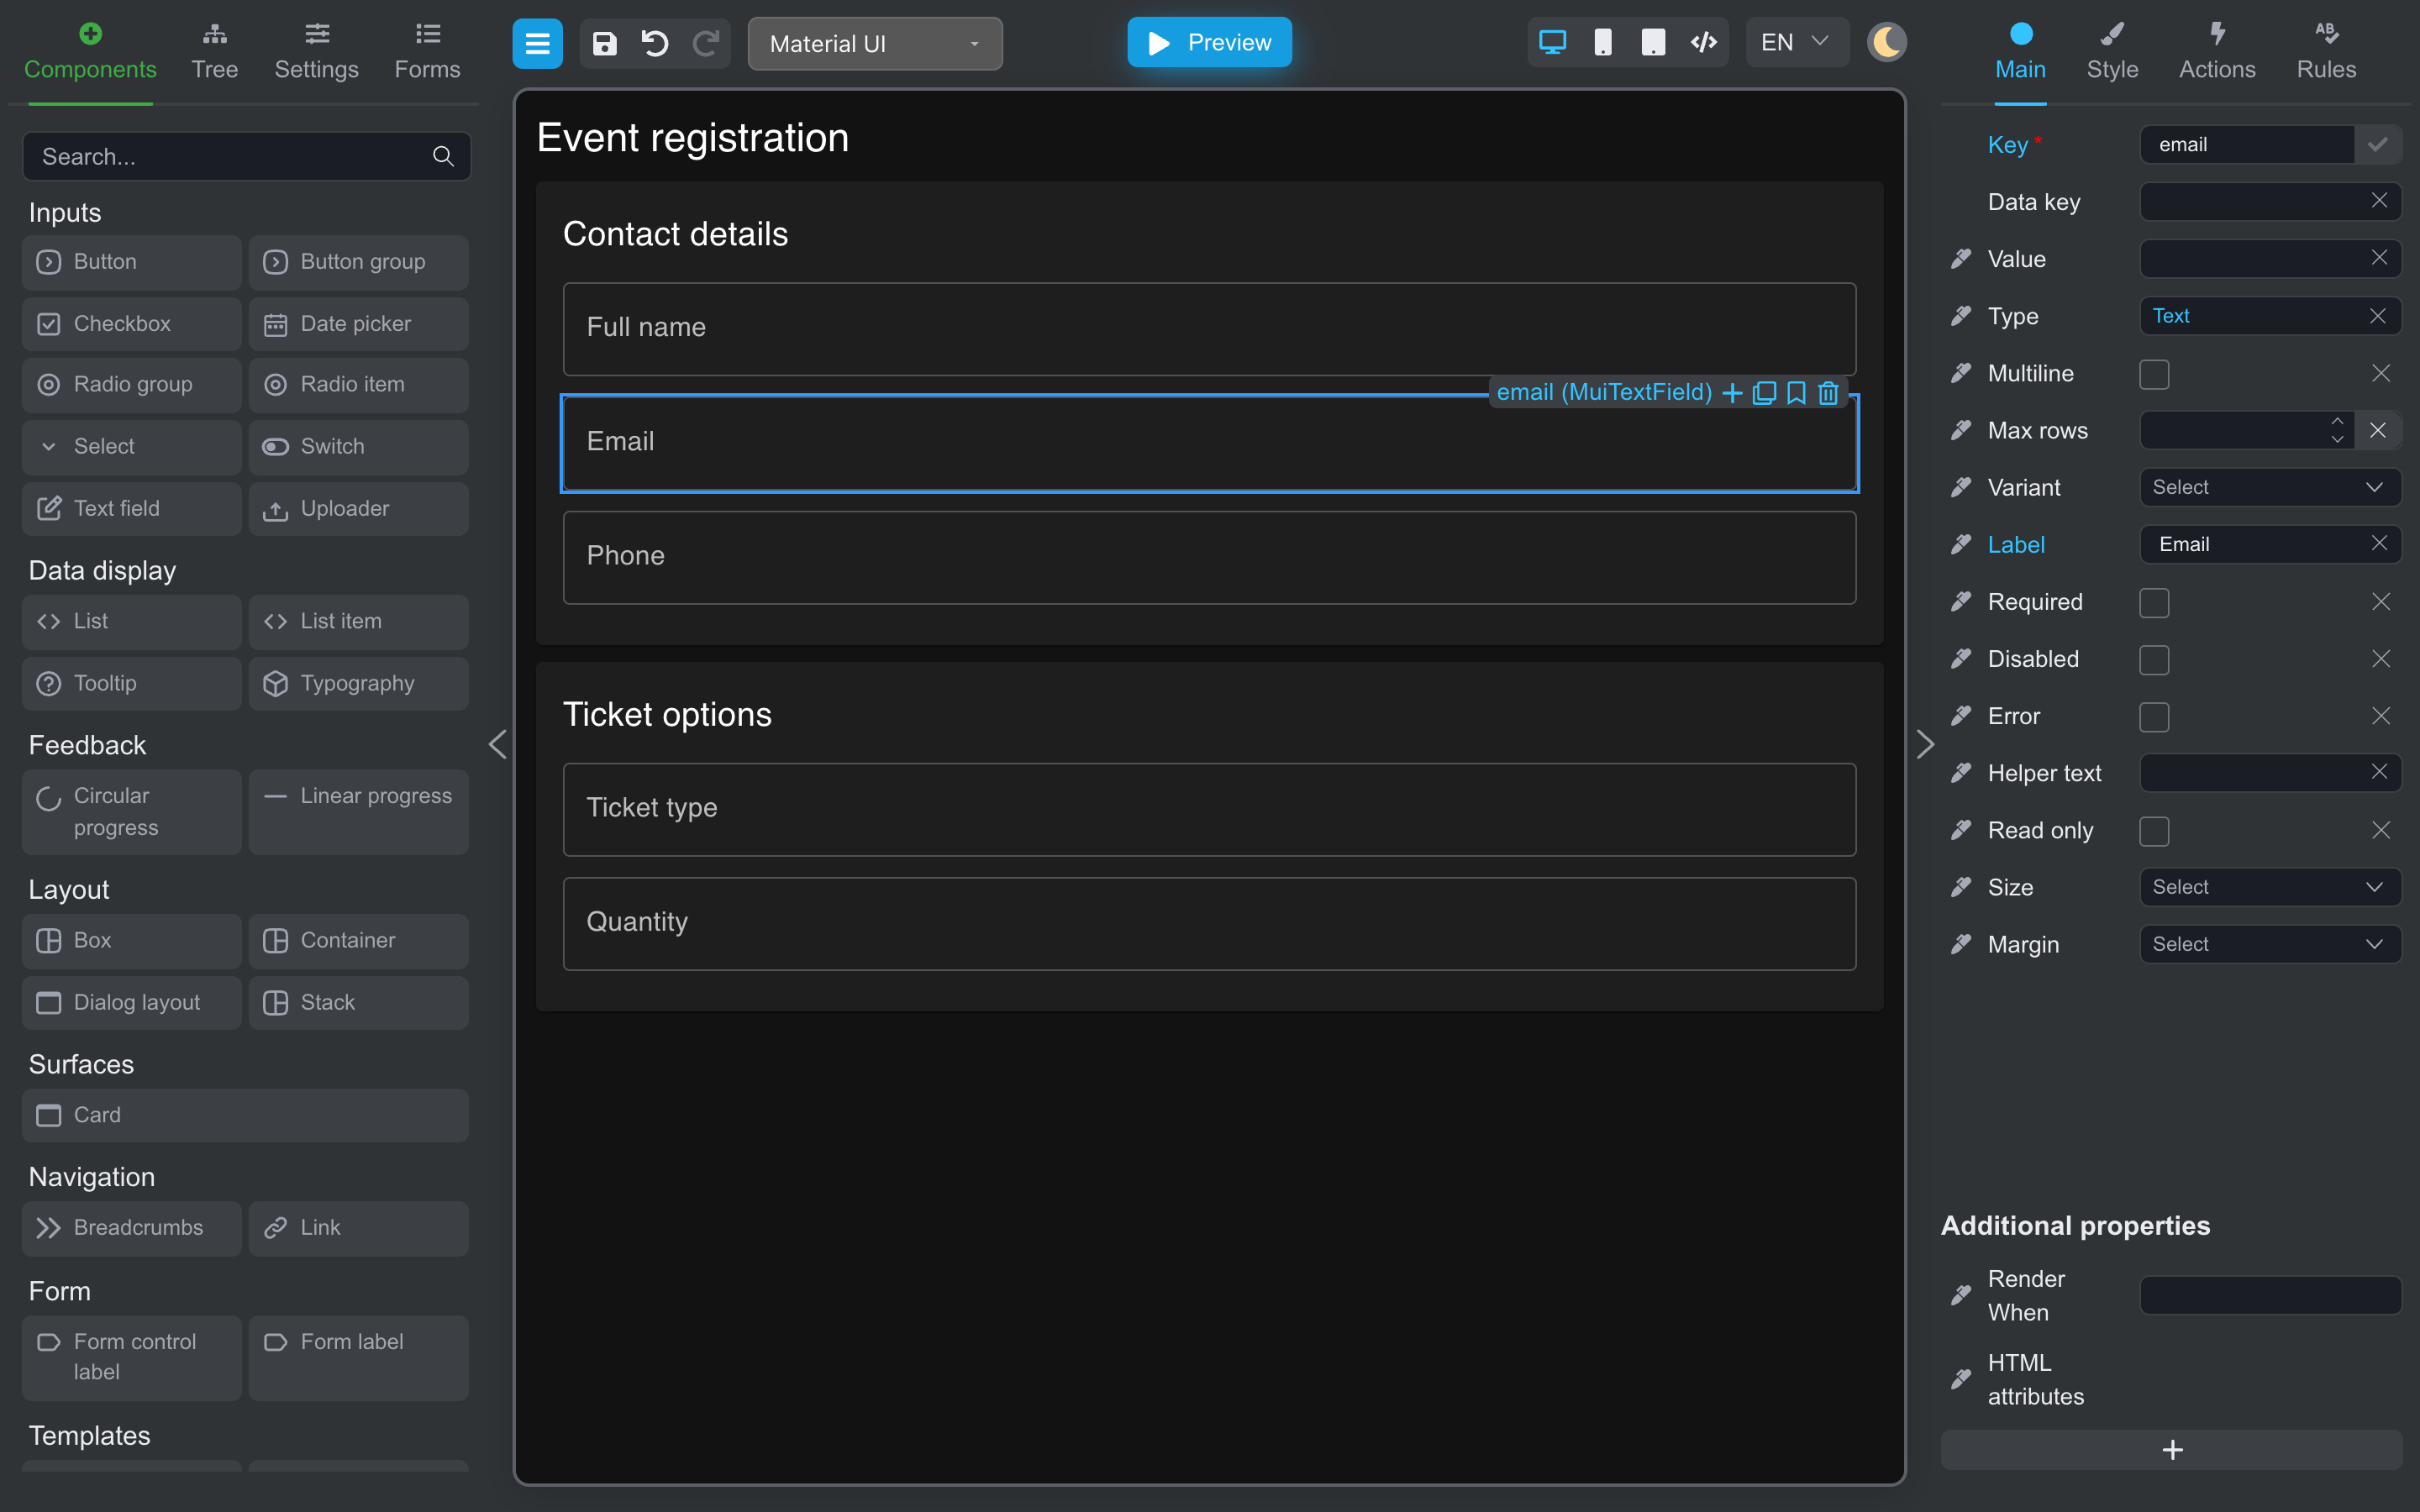 Components
Tree
Settings
Forms
Material UI
Preview
EN
Main
Style
Actions
Rules
Search...
Inputs
Button
Button group
Checkbox
Date picker
Radio group
Radio item
Select
Switch
Text field
Uploader
Data display
List
List item
Tooltip
Typography
Feedback
Circular
progress
Linear progress
Layout
Box
Container
Dialog layout
Stack
Surfaces
Card
Navigation
Breadcrumbs
Link
Form
Form control
label
Form label
Templates
Event registration
Contact details
Full name
email (MuiTextField)
Email
Phone
Ticket options
Ticket type
Quantity
Key *
email
Data key
Value
Type
Text
Multiline
Max rows
Variant
Select
Label
Email
Required
Disabled
Error
Helper text
Read only
Size
Select
Margin
Select
Additional properties
Render
When
HTML
attributes